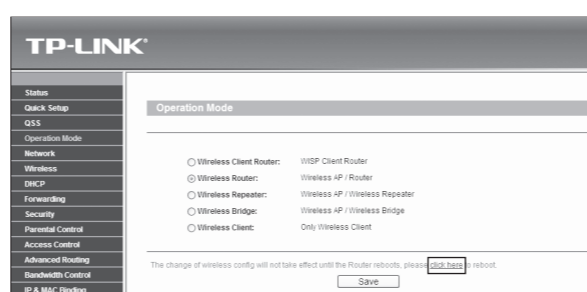 TP-LINK®
Status
Quick Setup
QSS
Operation Mode
Network
Wireless
DHCP
Forwarding
Security
Parental Control
Access Control
Advanced Routing
Bandwidth Control
IP & MAC Binding
Operation Mode
Wireless Client Router: WISP Client Router
Wireless Router: Wireless AP / Router
Wireless Repeater: Wireless AP / Wireless Repeater
Wireless Bridge: Wireless AP / Wireless Bridge
Wireless Client: Only Wireless Client
The change of wireless config will not take effect until the Router reboots, please click here to reboot.
Save